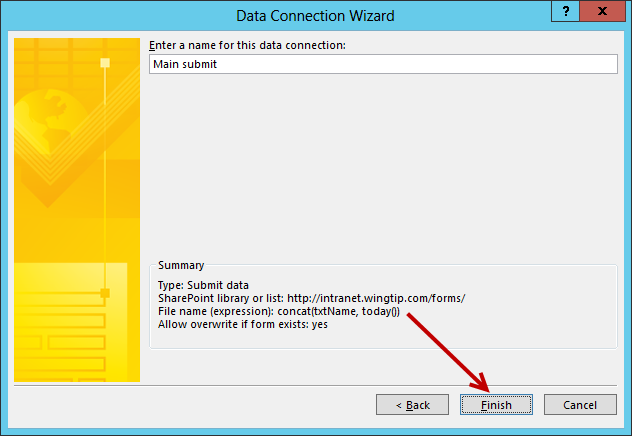 Data Connection Wizard
?
X
Enter a name for this data connection:
Main submit
Summary
Type: Submit data
SharePoint library or list: http://intranet.wingtip.com/forms/
File name (expression): concat(txtName, today())
Allow overwrite if form exists: yes
< Back
Finish
Cancel